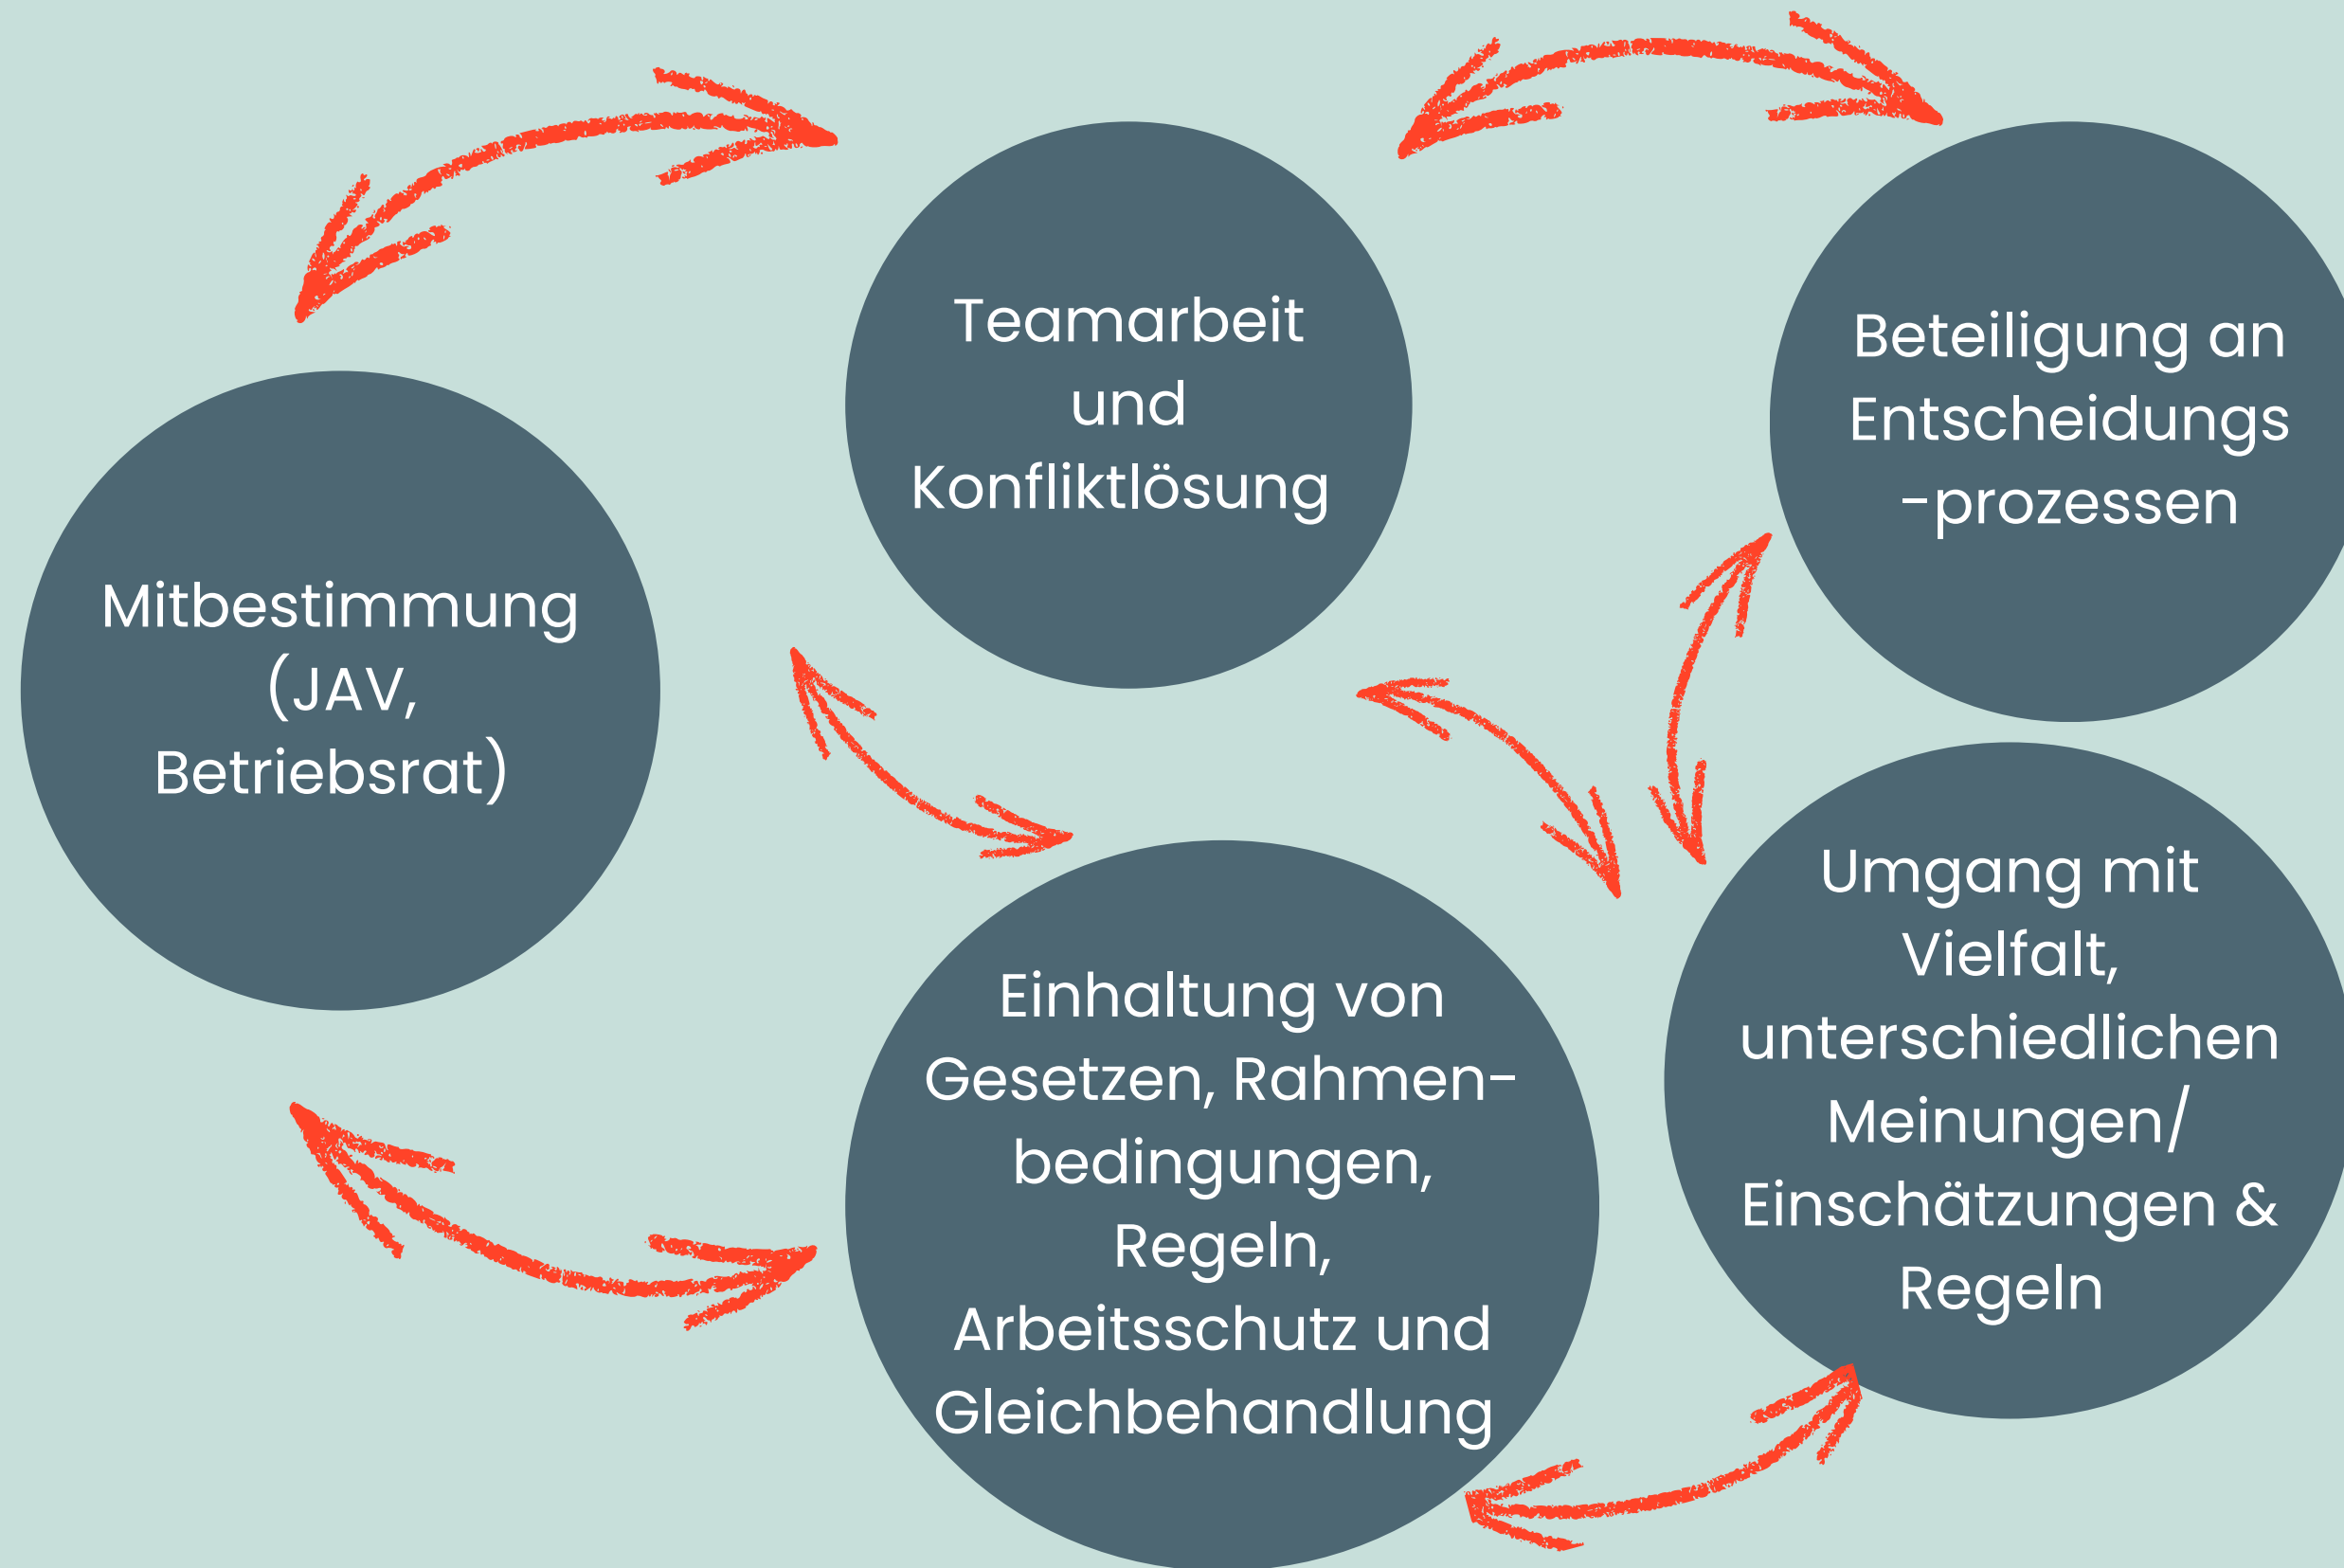 Mitbestimmung
(JAV,
Betriebsrat)
Teamarbeit
und
Konfliktlösung
Beteiligung an
Entscheidungs
-prozessen
Einhaltung von
Gesetzen, Rahmen-
bedingungen,
Regeln,
Arbeitsschutz und
Gleichbehandlung
Umgang mit
Vielfalt,
unterschiedlichen
Meinungen/
Einschätzungen &
Regeln